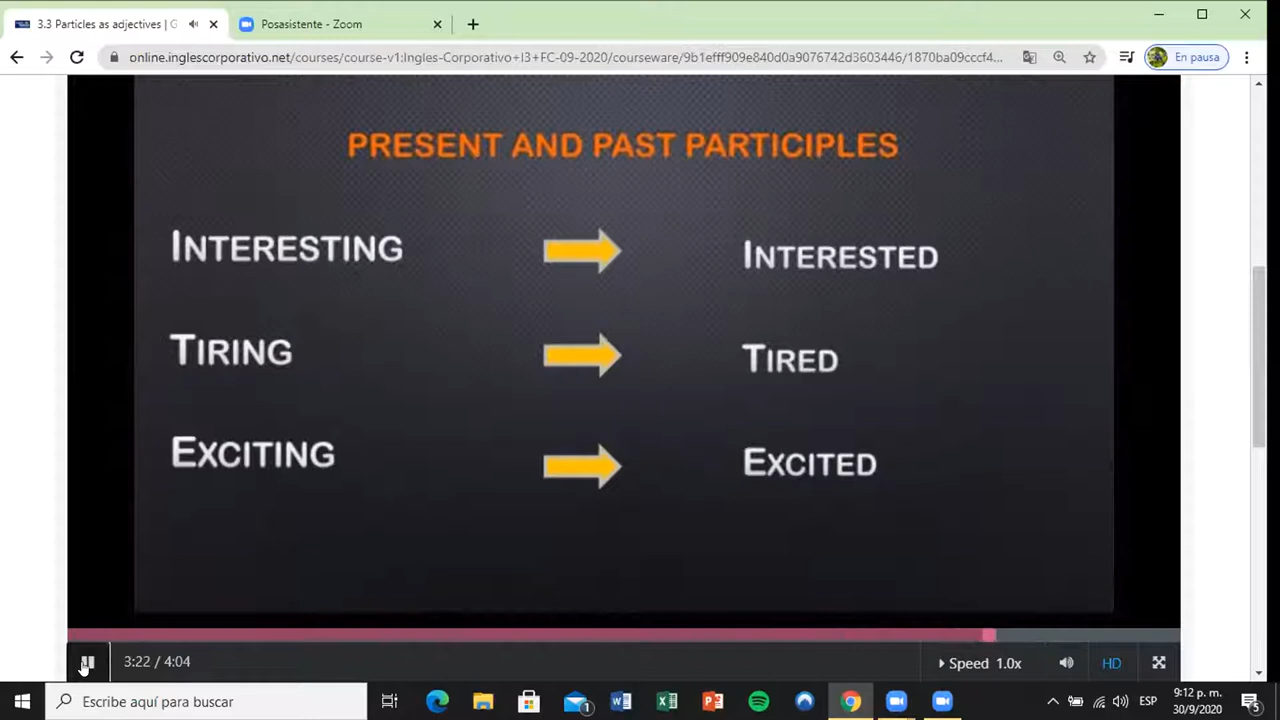 3.3 Particles as adjectives | G
Posasistente - Zoom
online.inglescorporativo.net/courses/course-v1:Ingles-Corporativo+I3+FC-09-2020/courseware/9b1efff909e840d0a9076742d3603446/1870ba09cccf4...
En pausa
PRESENT AND PAST PARTICIPLES
INTERESTING INTERESTED
TIRING TIRED
EXCITING EXCITED
3:22 / 4:04
Speed 1.0x
HD
Escribe aquí para buscar
1
ESP
9:12 p. m.
30/9/2020
5